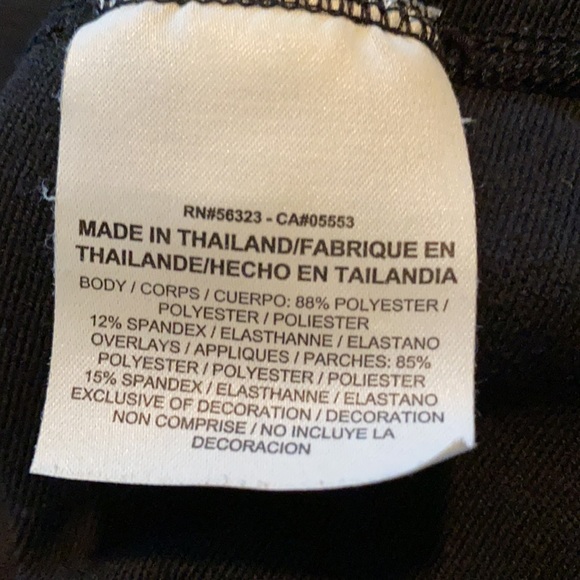 RN#56323 - CA#05553
MADE IN THAILAND/FABRIQUE EN
THAILANDE/HECHO EN TAILANDIA
BODY / CORPS / CUERPO: 88% POLYESTER /
POLYESTER / POLIESTER
12% SPANDEX / ELASTHANNE / ELASTANO
OVERLAYS / APPLIQUES / PARCHES: 85%
POLYESTER / POLYESTER / POLIESTER
15% SPANDEX / ELASTHANNE / ELASTANO
EXCLUSIVE OF DECORATION / DECORATION
NON COMPRISE / NO INCLUYE LA
DECORACION